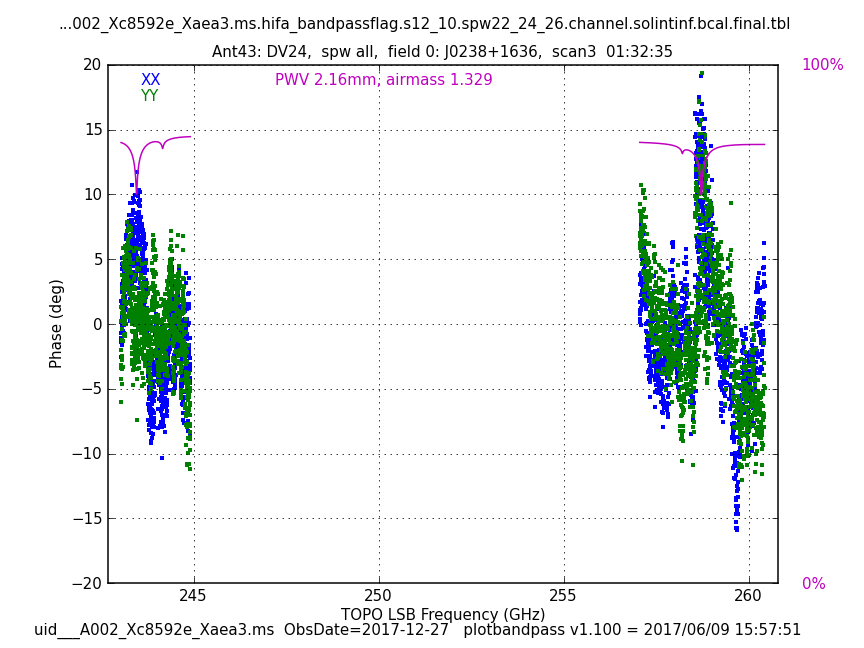 ...002_Xc8592e_Xaea3.ms.hifa_bandpassflag.s12_10.spw22_24_26.channel.solintinf.bcal.final.tbl
Ant43: DV24,  spw all,  field 0: J0238+1636,  scan3  01:32:35
XX
YY
PWV 2.16mm, airmass 1.329
100%
0%
20
15
10
5
0
−5
−10
−15
−20
Phase (deg)
245
250
255
260
TOPO LSB Frequency (GHz)
uid___A002_Xc8592e_Xaea3.ms  ObsDate=2017-12-27   plotbandpass v1.100 = 2017/06/09 15:57:51